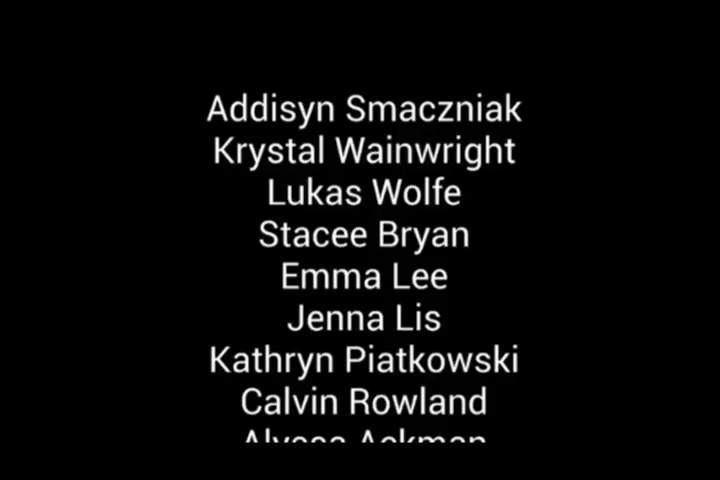 Addisyn Smaczniak
Krystal Wainwright
Lukas Wolfe
Stacee Bryan
Emma Lee
Jenna Lis
Kathryn Piatkowski
Calvin Rowland